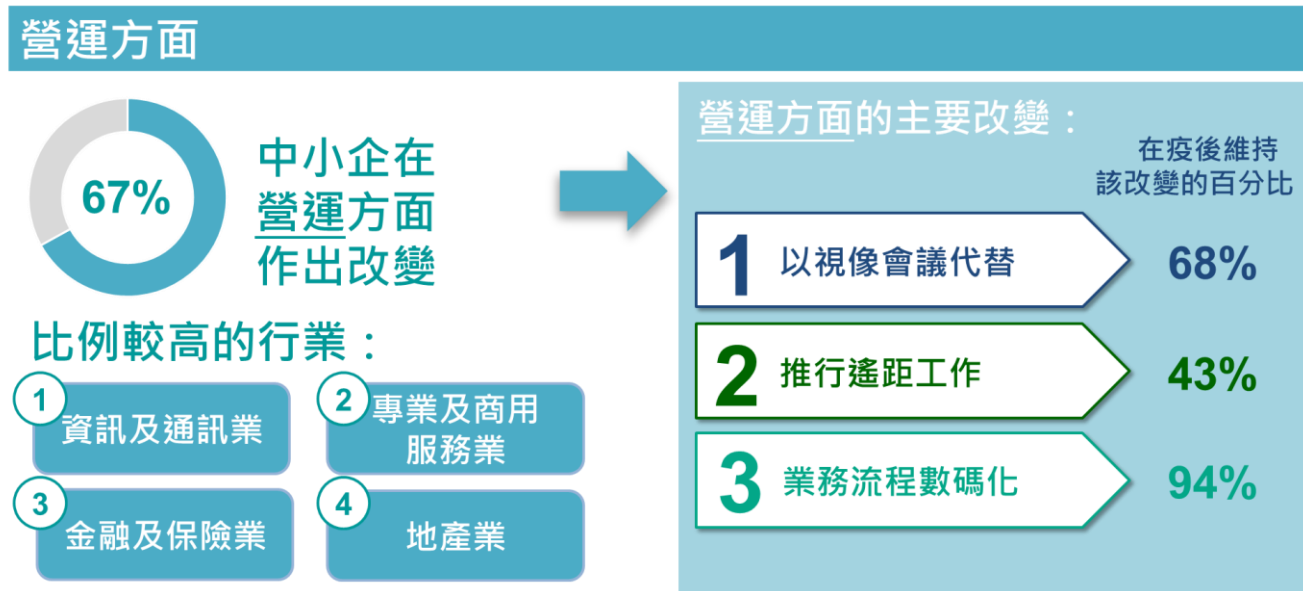 營運方面
67%
中小企在
營運方面
作出改變
比例較高的行業：
1
資訊及通訊業
2
專業及商用
服務業
3
金融及保險業
4
地產業
營運方面的主要改變：
在疫後維持
該改變的百分比
1 以視像會議代替 68%
2 推行遙距工作 43%
3 業務流程數碼化 94%